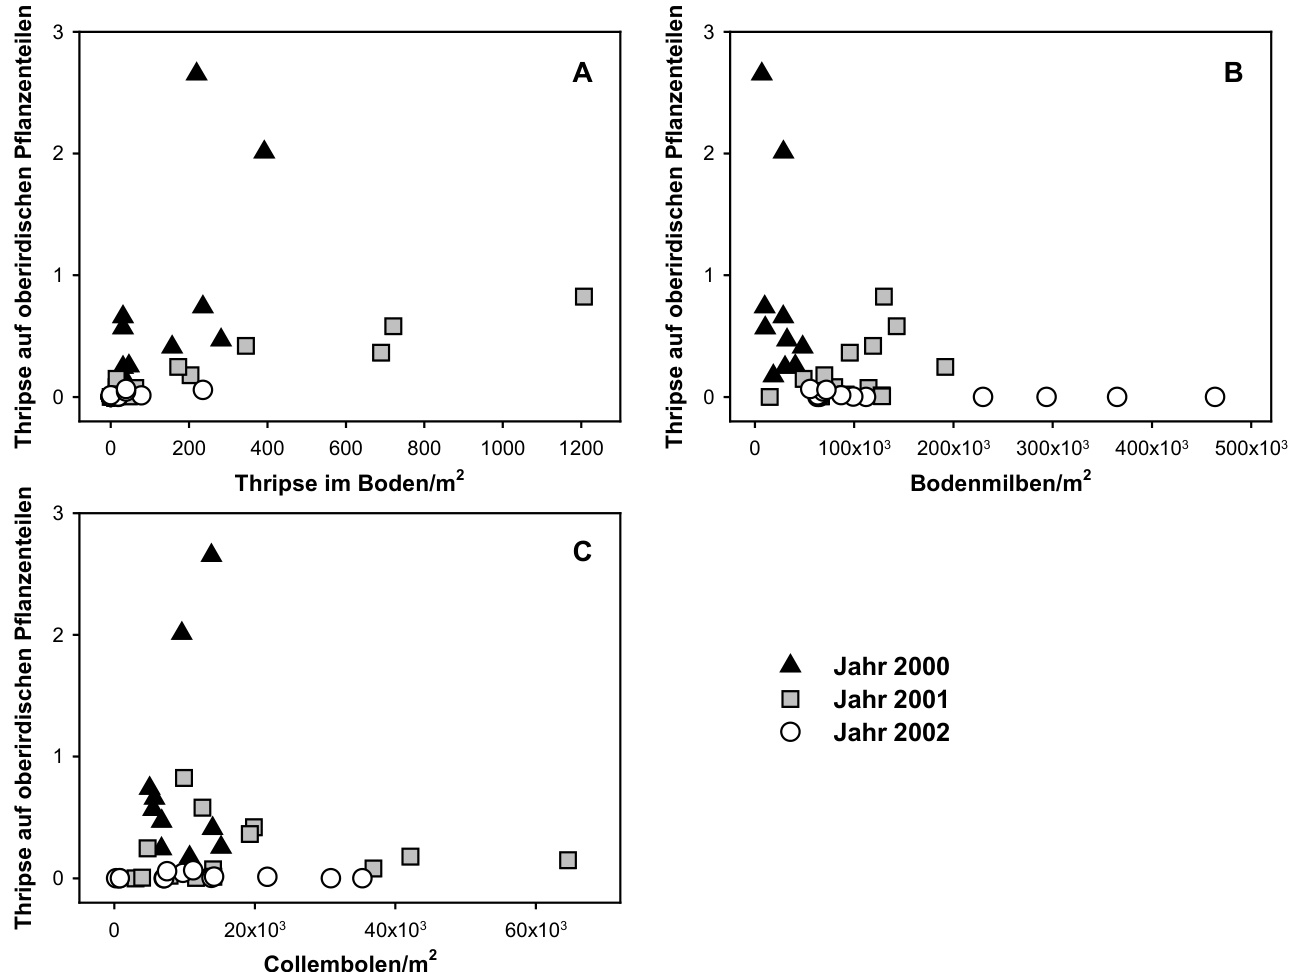 Thripse auf oberirdischen Pflanzenteilen
3
2
1
0
A
0 200 400 600 800 1000 1200
Thripse im Boden/m²
Thripse auf oberirdischen Pflanzenteilen
3
2
1
0
B
0 100x10³ 200x10³ 300x10³ 400x10³ 500x10³
Bodenmilben/m²
Thripse auf oberirdischen Pflanzenteilen
3
2
1
0
C
0 20x10³ 40x10³ 60x10³
Collembolen/m²
Jahr 2000
Jahr 2001
Jahr 2002